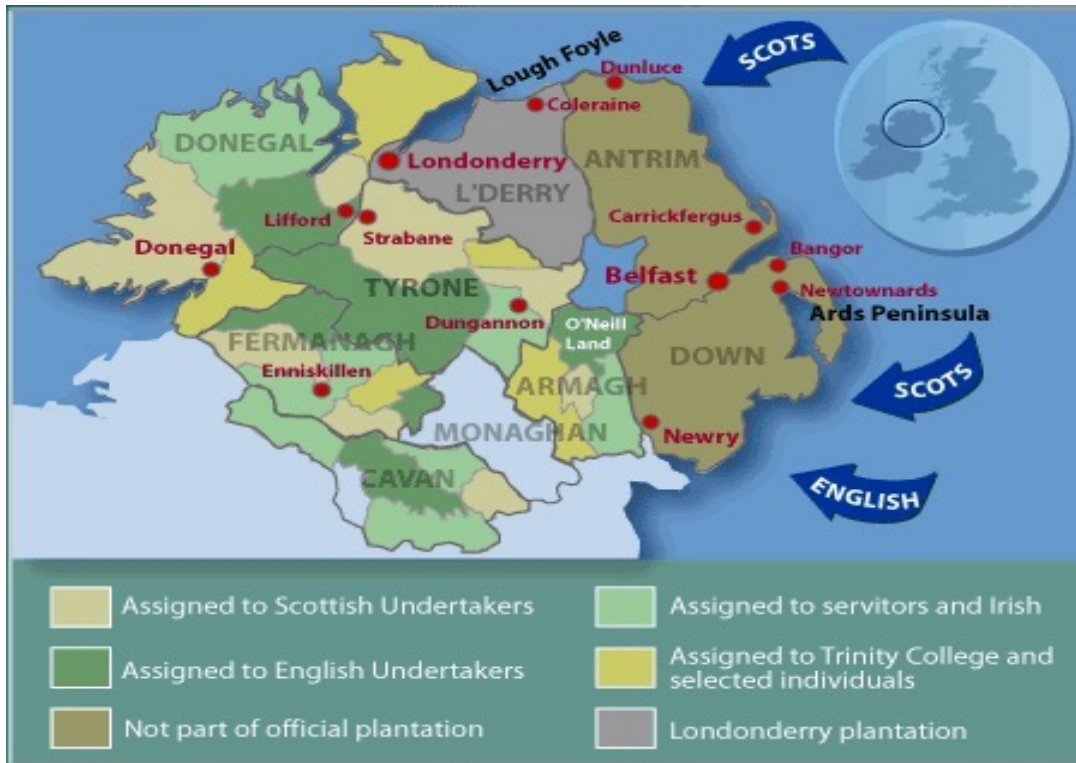 SCOTS
Lough Foyle
Dunluce
Coleraine
DONEGAL
Londonderry
ANTRIM
L'DERRY
Lifford
Strabane
Carrickfergus
Donegal
Bangor
Belfast
TYRONE
Newtownards
Ards Peninsula
Dungannon
O'Neill
Land
FERMANAGH
DOWN
Enniskillen
ARMAGH
SCOTS
MONAGHAN
Newry
CAVAN
ENGLISH
Assigned to Scottish Undertakers
Assigned to servitors and Irish
Assigned to English Undertakers
Assigned to Trinity College and
selected individuals
Not part of official plantation
Londonderry plantation